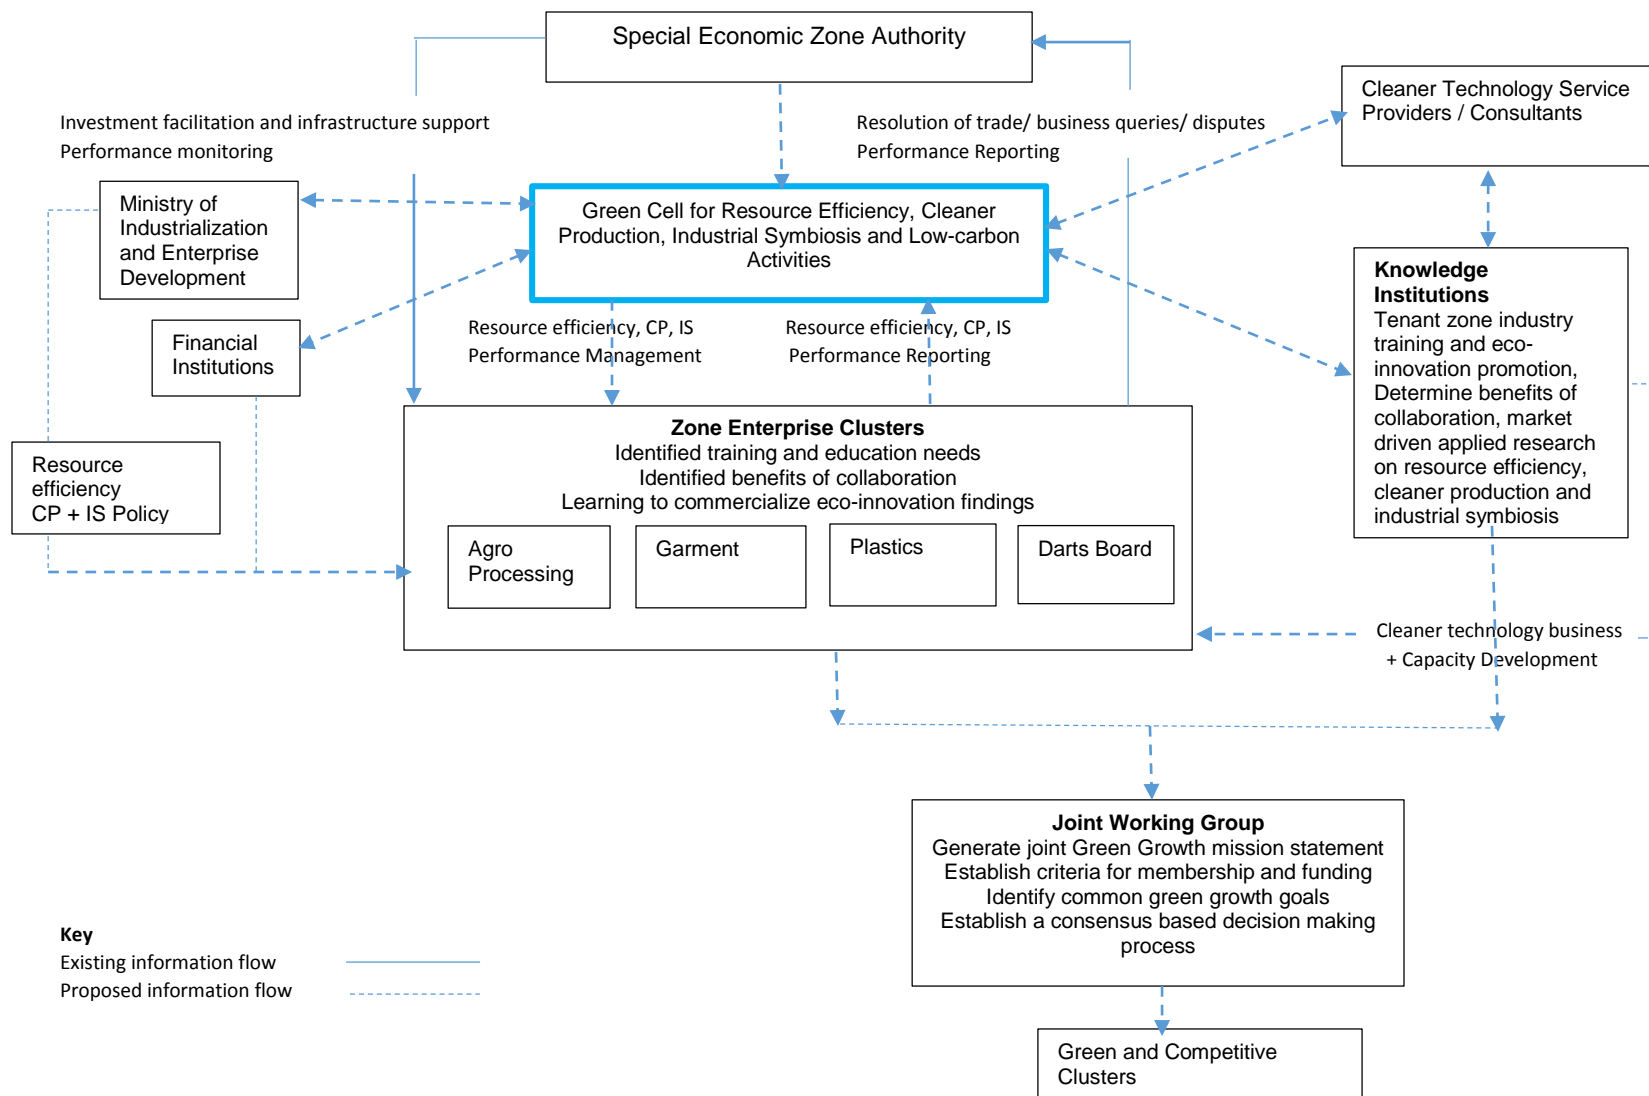 Special Economic Zone Authority
Cleaner Technology Service
Providers / Consultants
Investment facilitation and infrastructure support
Performance monitoring
Resolution of trade/ business queries/ disputes
Performance Reporting
Ministry of
Industrialization
and Enterprise
Development
Green Cell for Resource Efficiency, Cleaner
Production, Industrial Symbiosis and Low-carbon
Activities
Knowledge
Institutions
Tenant zone industry
training and eco-
innovation promotion,
Determine benefits of
collaboration, market
driven applied research
on resource efficiency,
cleaner production and
industrial symbiosis
Financial
Institutions
Resource efficiency, CP, IS
Performance Management
Resource efficiency, CP, IS
Performance Reporting
Resource
efficiency
CP + IS Policy
Zone Enterprise Clusters
Identified training and education needs
Identified benefits of collaboration
Learning to commercialize eco-innovation findings
Agro
Processing
Garment
Plastics
Darts Board
Cleaner technology business
+ Capacity Development
Joint Working Group
Generate joint Green Growth mission statement
Establish criteria for membership and funding
Identify common green growth goals
Establish a consensus based decision making
process
Key
Existing information flow
Proposed information flow
Green and Competitive
Clusters